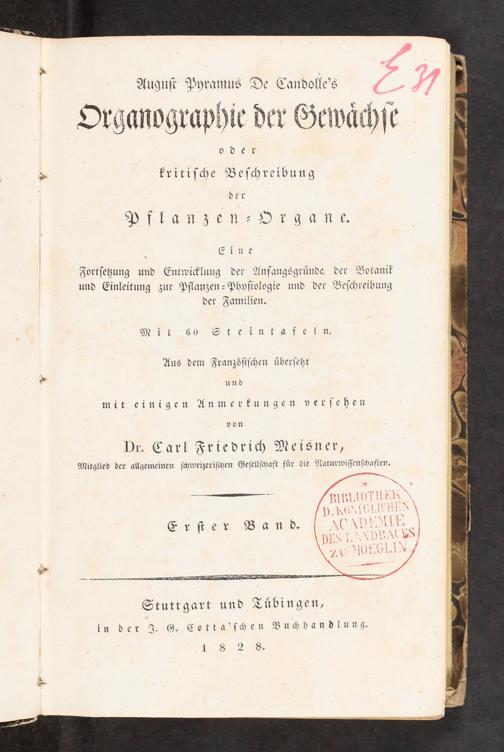 E 31
August Pyramus De Candolle's
Organographie der Gewächse
oder
kritische Beschreibung
der
Pflanzen-Organe.
Eine
Fortsetzung und Entwicklung der Anfangsgründe der Botanik
und Einleitung zur Pflanzen-Physiologie und der Beschreibung
der Familien.
Mit 60 Steintafeln.
Aus dem Französischen übersetzt
und
mit einigen Anmerkungen versehen
von
Dr. Carl Friedrich Meisner,
Mitglied der allgemeinen schweizerischen Gesellschaft für die Naturwissenschaften.
Erster Band.
BIBLIOTHEK
D. KÖNIGLICHEN
ACADEMIE
DES LANDBAUES
ZU MOEGLIN
Stuttgart und Tübingen,
in der J. G. Cotta'schen Buchhandlung.
1828.